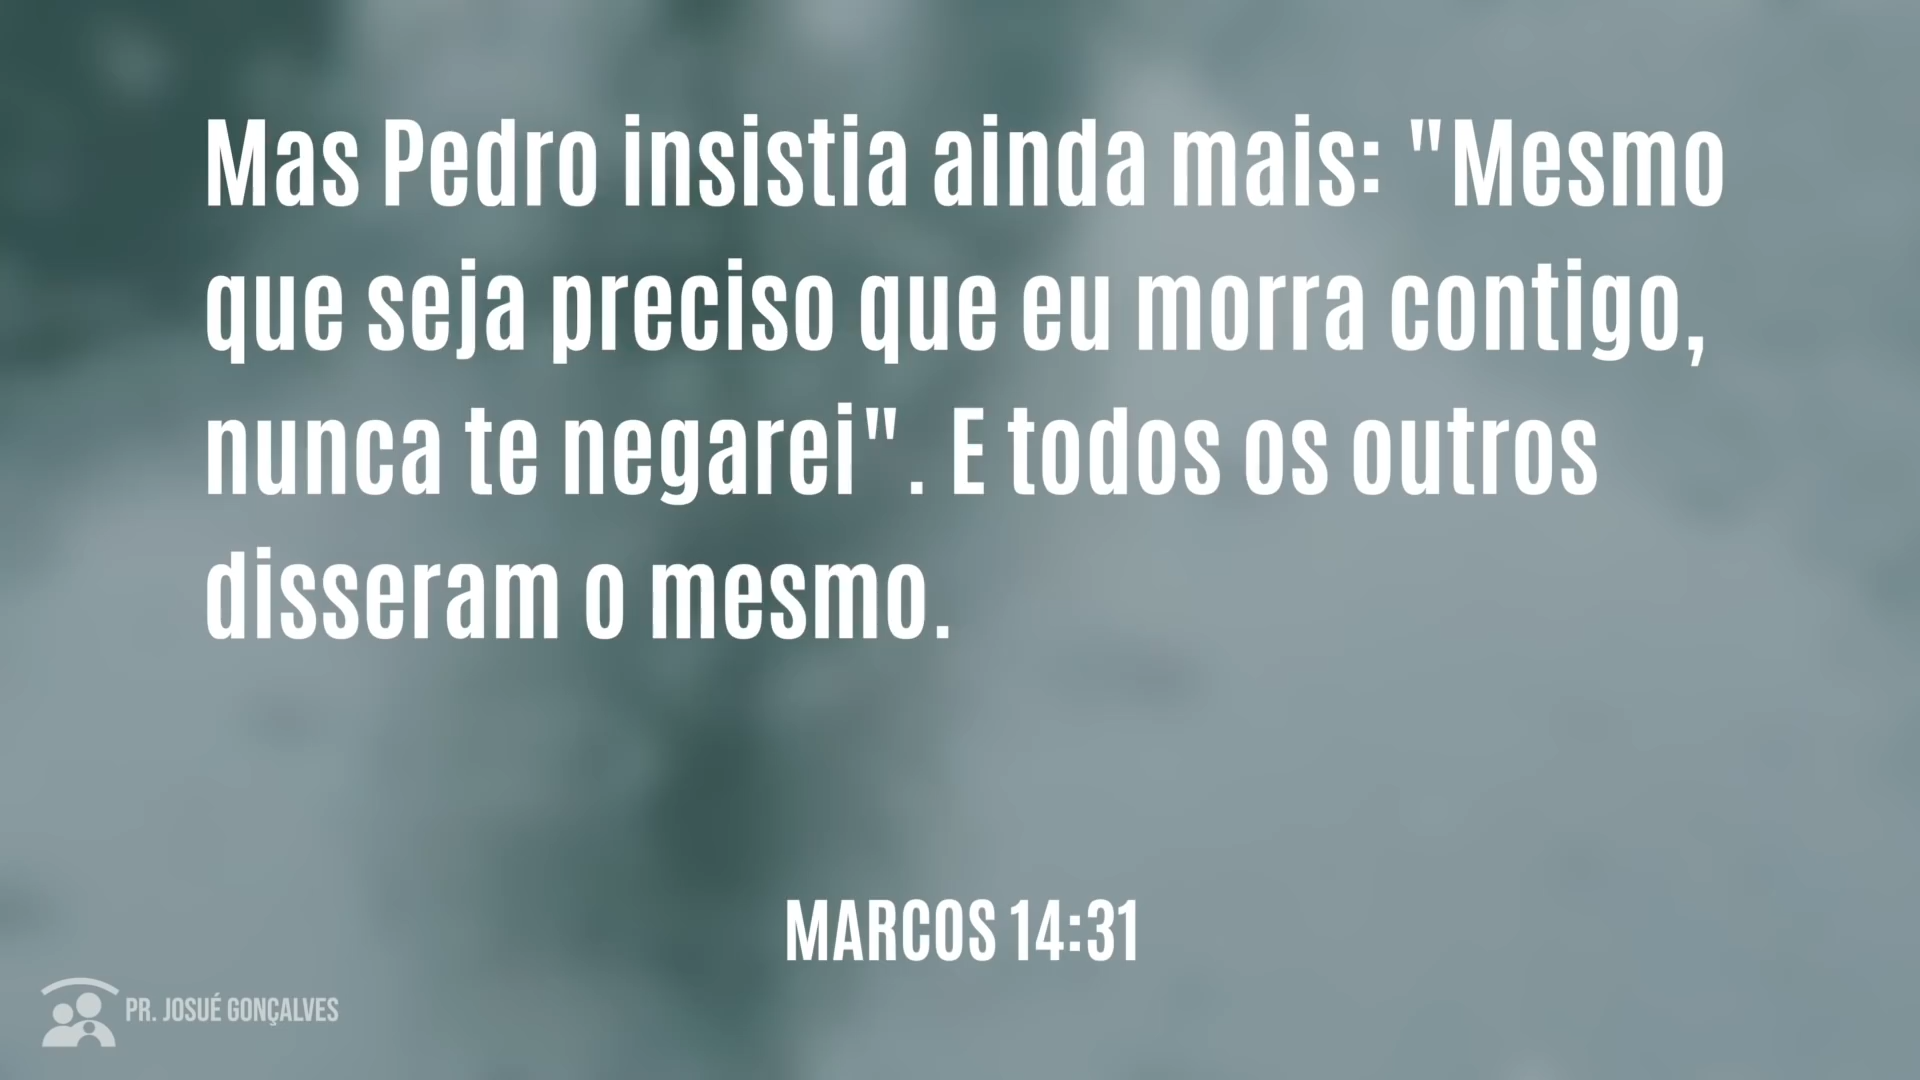 Mas Pedro insistia ainda mais: "Mesmo
que seja preciso que eu morra contigo,
nunca te negarei". E todos os outros
disseram o mesmo.
MARCOS 14:31
PR. JOSUÉ GONÇALVES